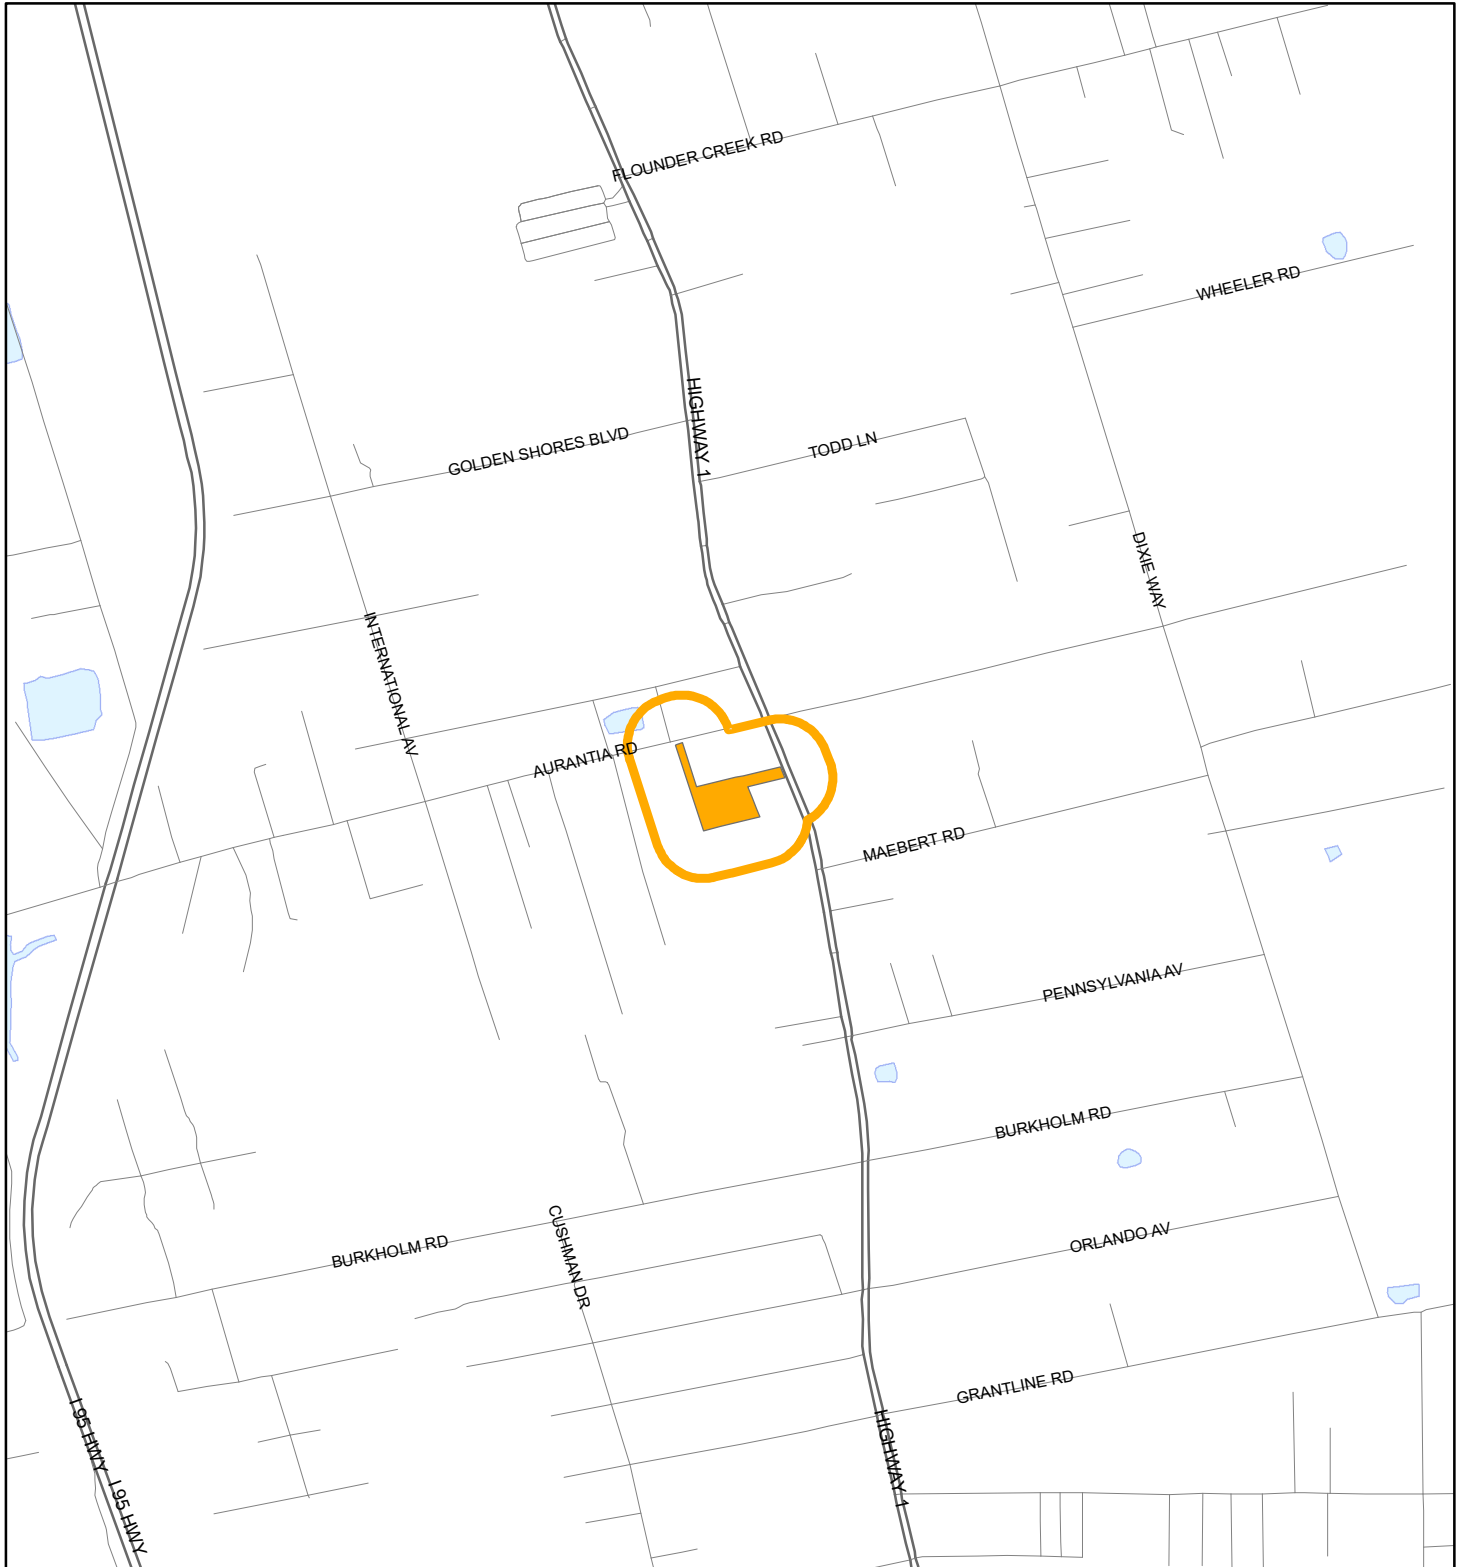 FLOUNDER CREEK RD
WHEELER RD
HIGHWAY 1
GOLDEN SHORES BLVD
TODD LN
DIXIE WAY
INTERNATIONAL AV
AURANTIA RD
MAEBERT RD
PENNSYLVANIA AV
BURKHOLM RD
BURKHOLM RD
CUSHMAN DR
ORLANDO AV
GRANTLINE RD
I 95 HWY
HIGHWAY 1
I 95 HWY